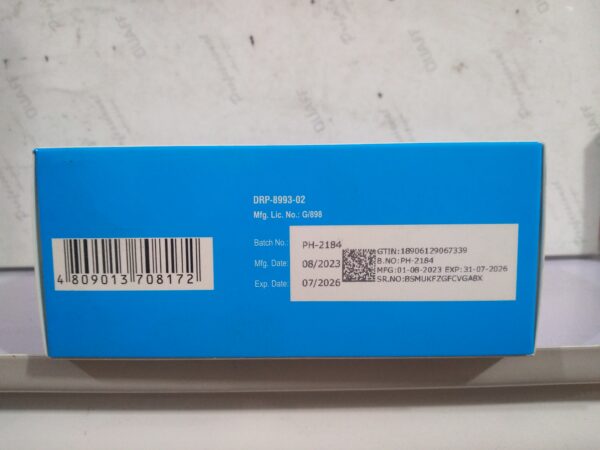 DRP-8993-02
Mfg. Lic. No.: G/898
Batch No.: PH-2184
Mfg. Date: 08/2023
Exp. Date: 07/2026
GTIN:18906129067339
B.NO:PH-2184
MFG:01-08-2023 EXP:31-07-2026
SR.NO:BSMUKFZGFCVGA8X
4 809013 708172